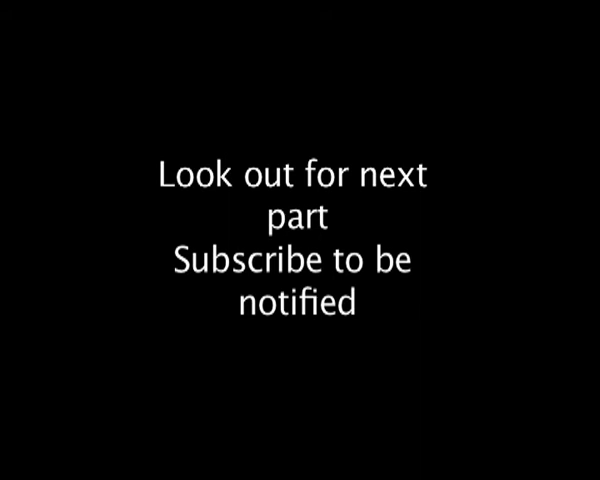 Look out for next
part
Subscribe to be
notified